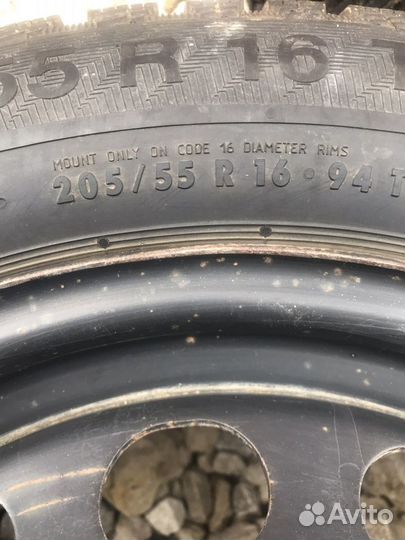 55 R 16 T
MOUNT ONLY ON CODE 16 DIAMETER RIMS
205/55 R 16 • 94 T
Avito